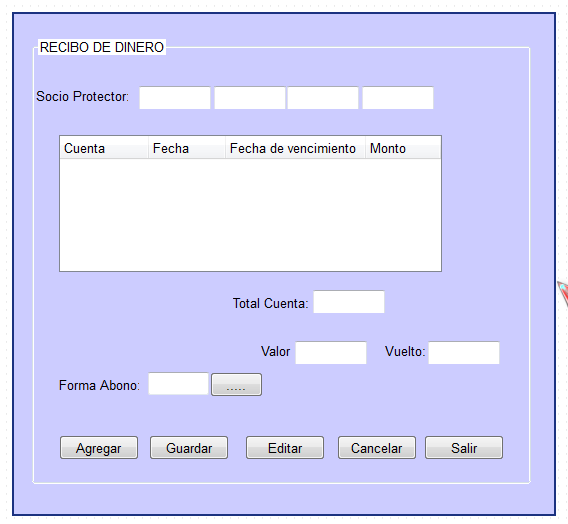 RECIBO DE DINERO
Socio Protector:
Cuenta Fecha Fecha de vencimiento Monto
Total Cuenta:
Valor Vuelto:
Forma Abono: .....
Agregar Guardar Editar Cancelar Salir